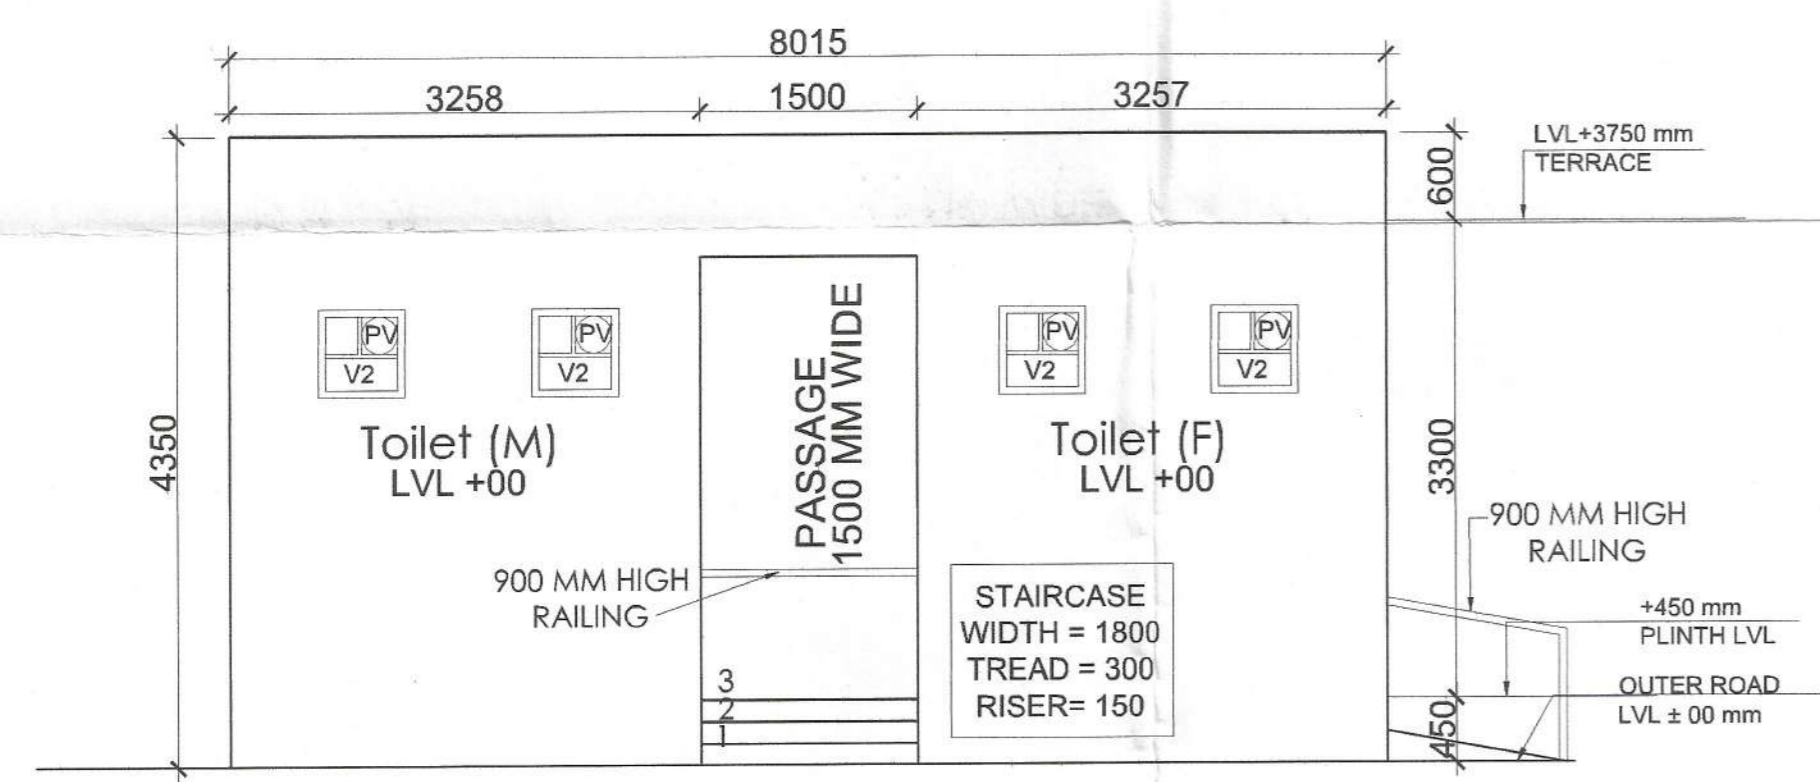 8015
3258
1500
3257
LVL+3750 mm
TERRACE
600
PV
V2
PV
V2
PV
V2
PV
V2
PASSAGE
1500 MM WIDE
Toilet (M)
LVL +00
Toilet (F)
LVL +00
4350
3300
900 MM HIGH
RAILING
900 MM HIGH
RAILING
STAIRCASE
WIDTH = 1800
TREAD = 300
RISER= 150
+450 mm
PLINTH LVL
OUTER ROAD
LVL ± 00 mm
450
3
2
1